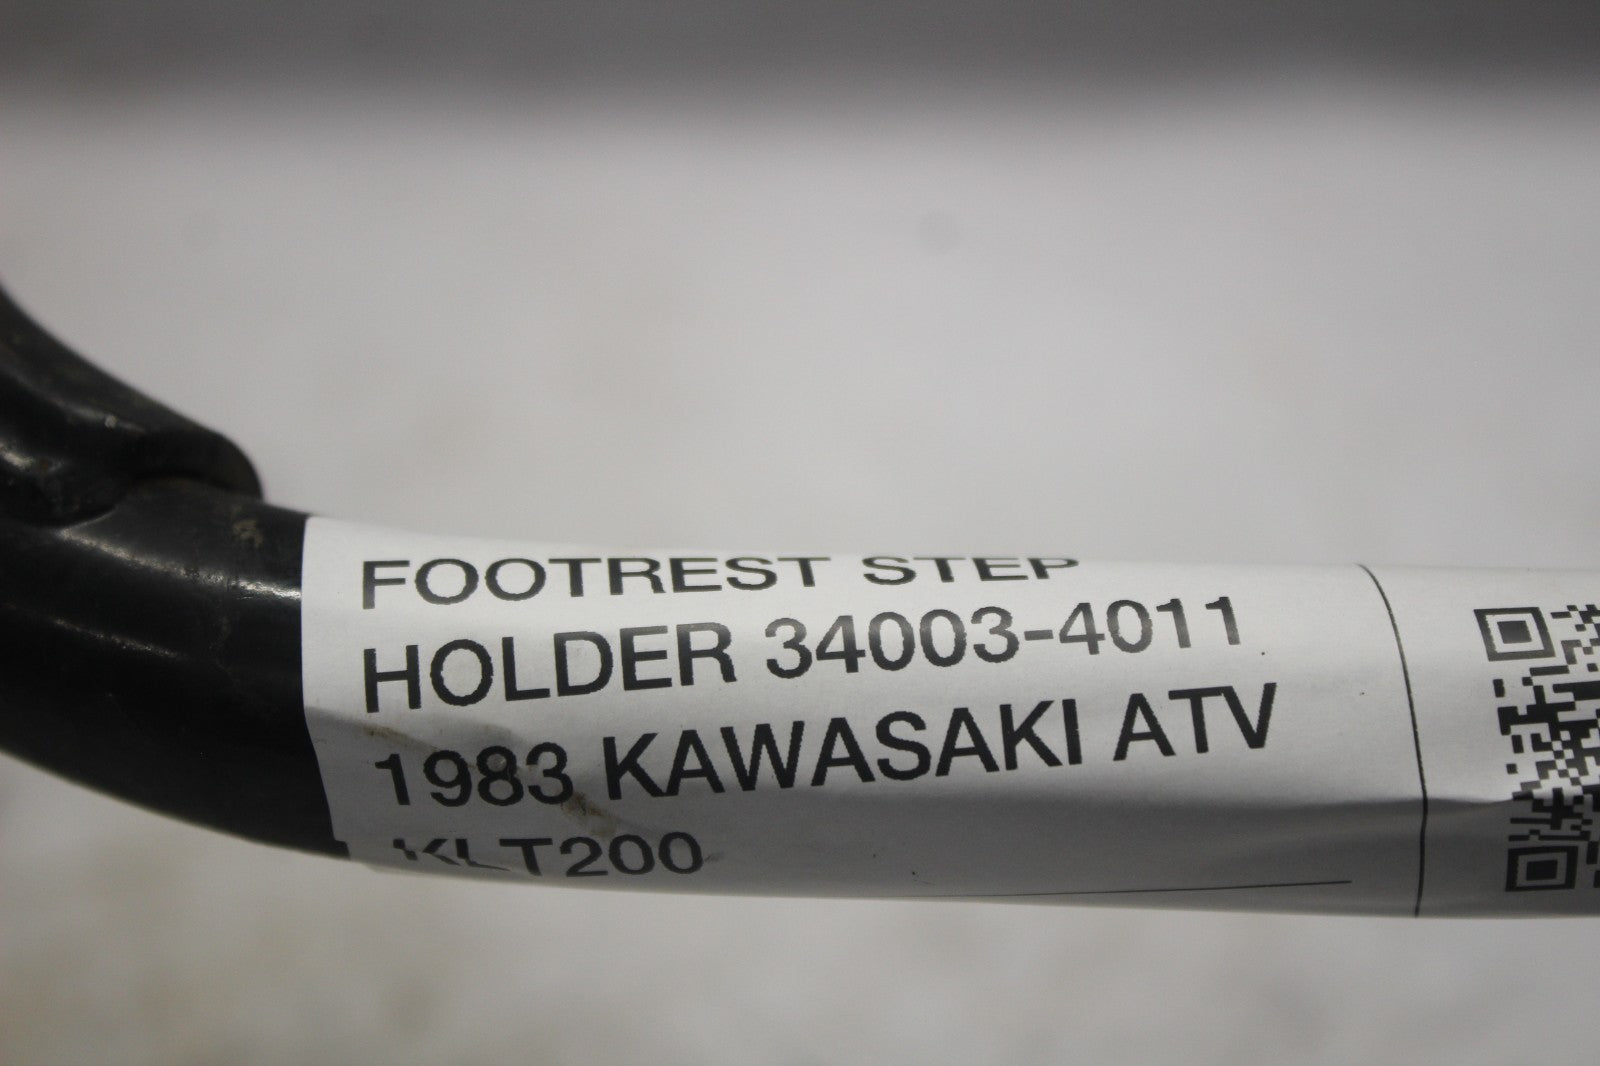 FOOTREST STEP
HOLDER 34003-4011
1983 KAWASAKI ATV
KLT200